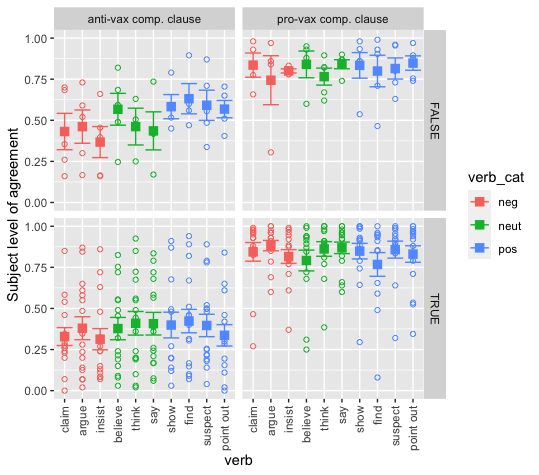 anti-vax comp. clause pro-vax comp. clause
1.00
0.75
0.50
0.25
0.00
FALSE
1.00
0.75
0.50
0.25
0.00
TRUE
Subject level of agreement
claim argue insist believe think say show find suspect point out claim argue insist believe think say show find suspect point out
verb
verb_cat
neg
neut
pos